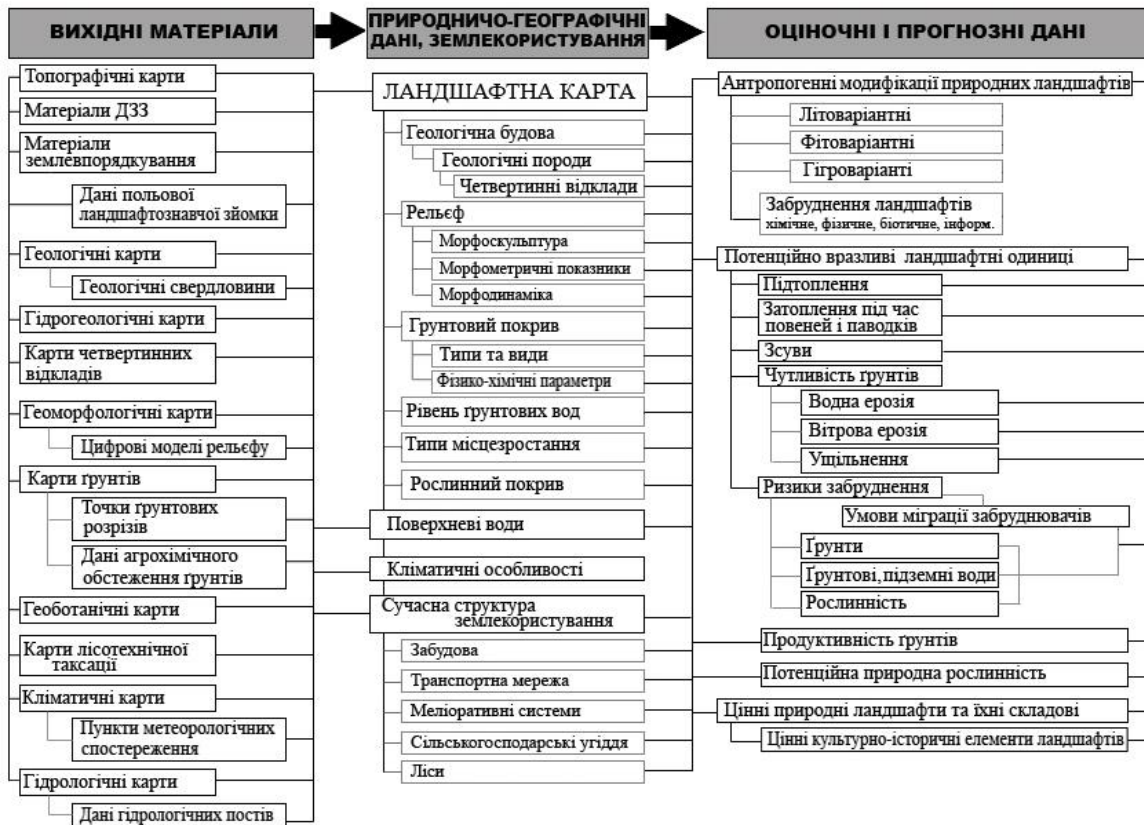 ВИХІДНІ МАТЕРІАЛИ
Топографічні карти
Матеріали ДЗЗ
Матеріали
землевпорядкування
Дані польової
ландшафтознавчої зйомки
Геологічні карти
Геологічні свердловини
Гідрогеологічні карти
Карти четвертинних
відкладів
Геоморфологічні карти
Цифрові моделі рельєфу
Карти ґрунтів
Точки ґрунтових
розрізів
Дані агрохімічного
обстеження ґрунтів
Геоботанічні карти
Карти лісотехнічної
таксації
Кліматичні карти
Пункти метеорологічних
спостереження
Гідрологічні карти
Дані гідрологічних постів
ПРИРОДНИЧО-ГЕОГРАФІЧНІ
ДАНІ, ЗЕМЛЕКОРИСТУВАННЯ
ЛАНДШАФТНА КАРТА
Геологічна будова
Геологічні породи
Четвертинні відклади
Рельєф
Морфоскульптура
Морфометричні показники
Морфодинаміка
Грунтовий покрив
Типи та види
Фізико-хімічні параметри
Рівень ґрунтових вод
Типи місцезростання
Рослинний покрив
Поверхневі води
Кліматичні особливості
Сучасна структура
землекористування
Забудова
Транспортна мережа
Меліоративні системи
Сільськогосподарські угіддя
Ліси
ОЦІНОЧНІ І ПРОГНОЗНІ ДАНІ
Антропогенні модифікації природних ландшафтів
Літоваріантні
Фітоваріантні
Гігроваріанті
Забруднення ландшафтів
хімічне, фізичне, біотичне, інформ.
Потенційно вразливі ландшафтні одиниці
Підтоплення
Затоплення під час
повеней і паводків
Зсуви
Чутливість ґрунтів
Водна ерозія
Вітрова ерозія
Ущільнення
Ризики забруднення
Умови міграції забруднювачів
Ґрунти
Ґрунтові, підземні води
Рослинність
Продуктивність ґрунтів
Потенційна природна рослинність
Цінні природні ландшафти та їхні складові
Цінні культурно-історичні елементи ландшафтів